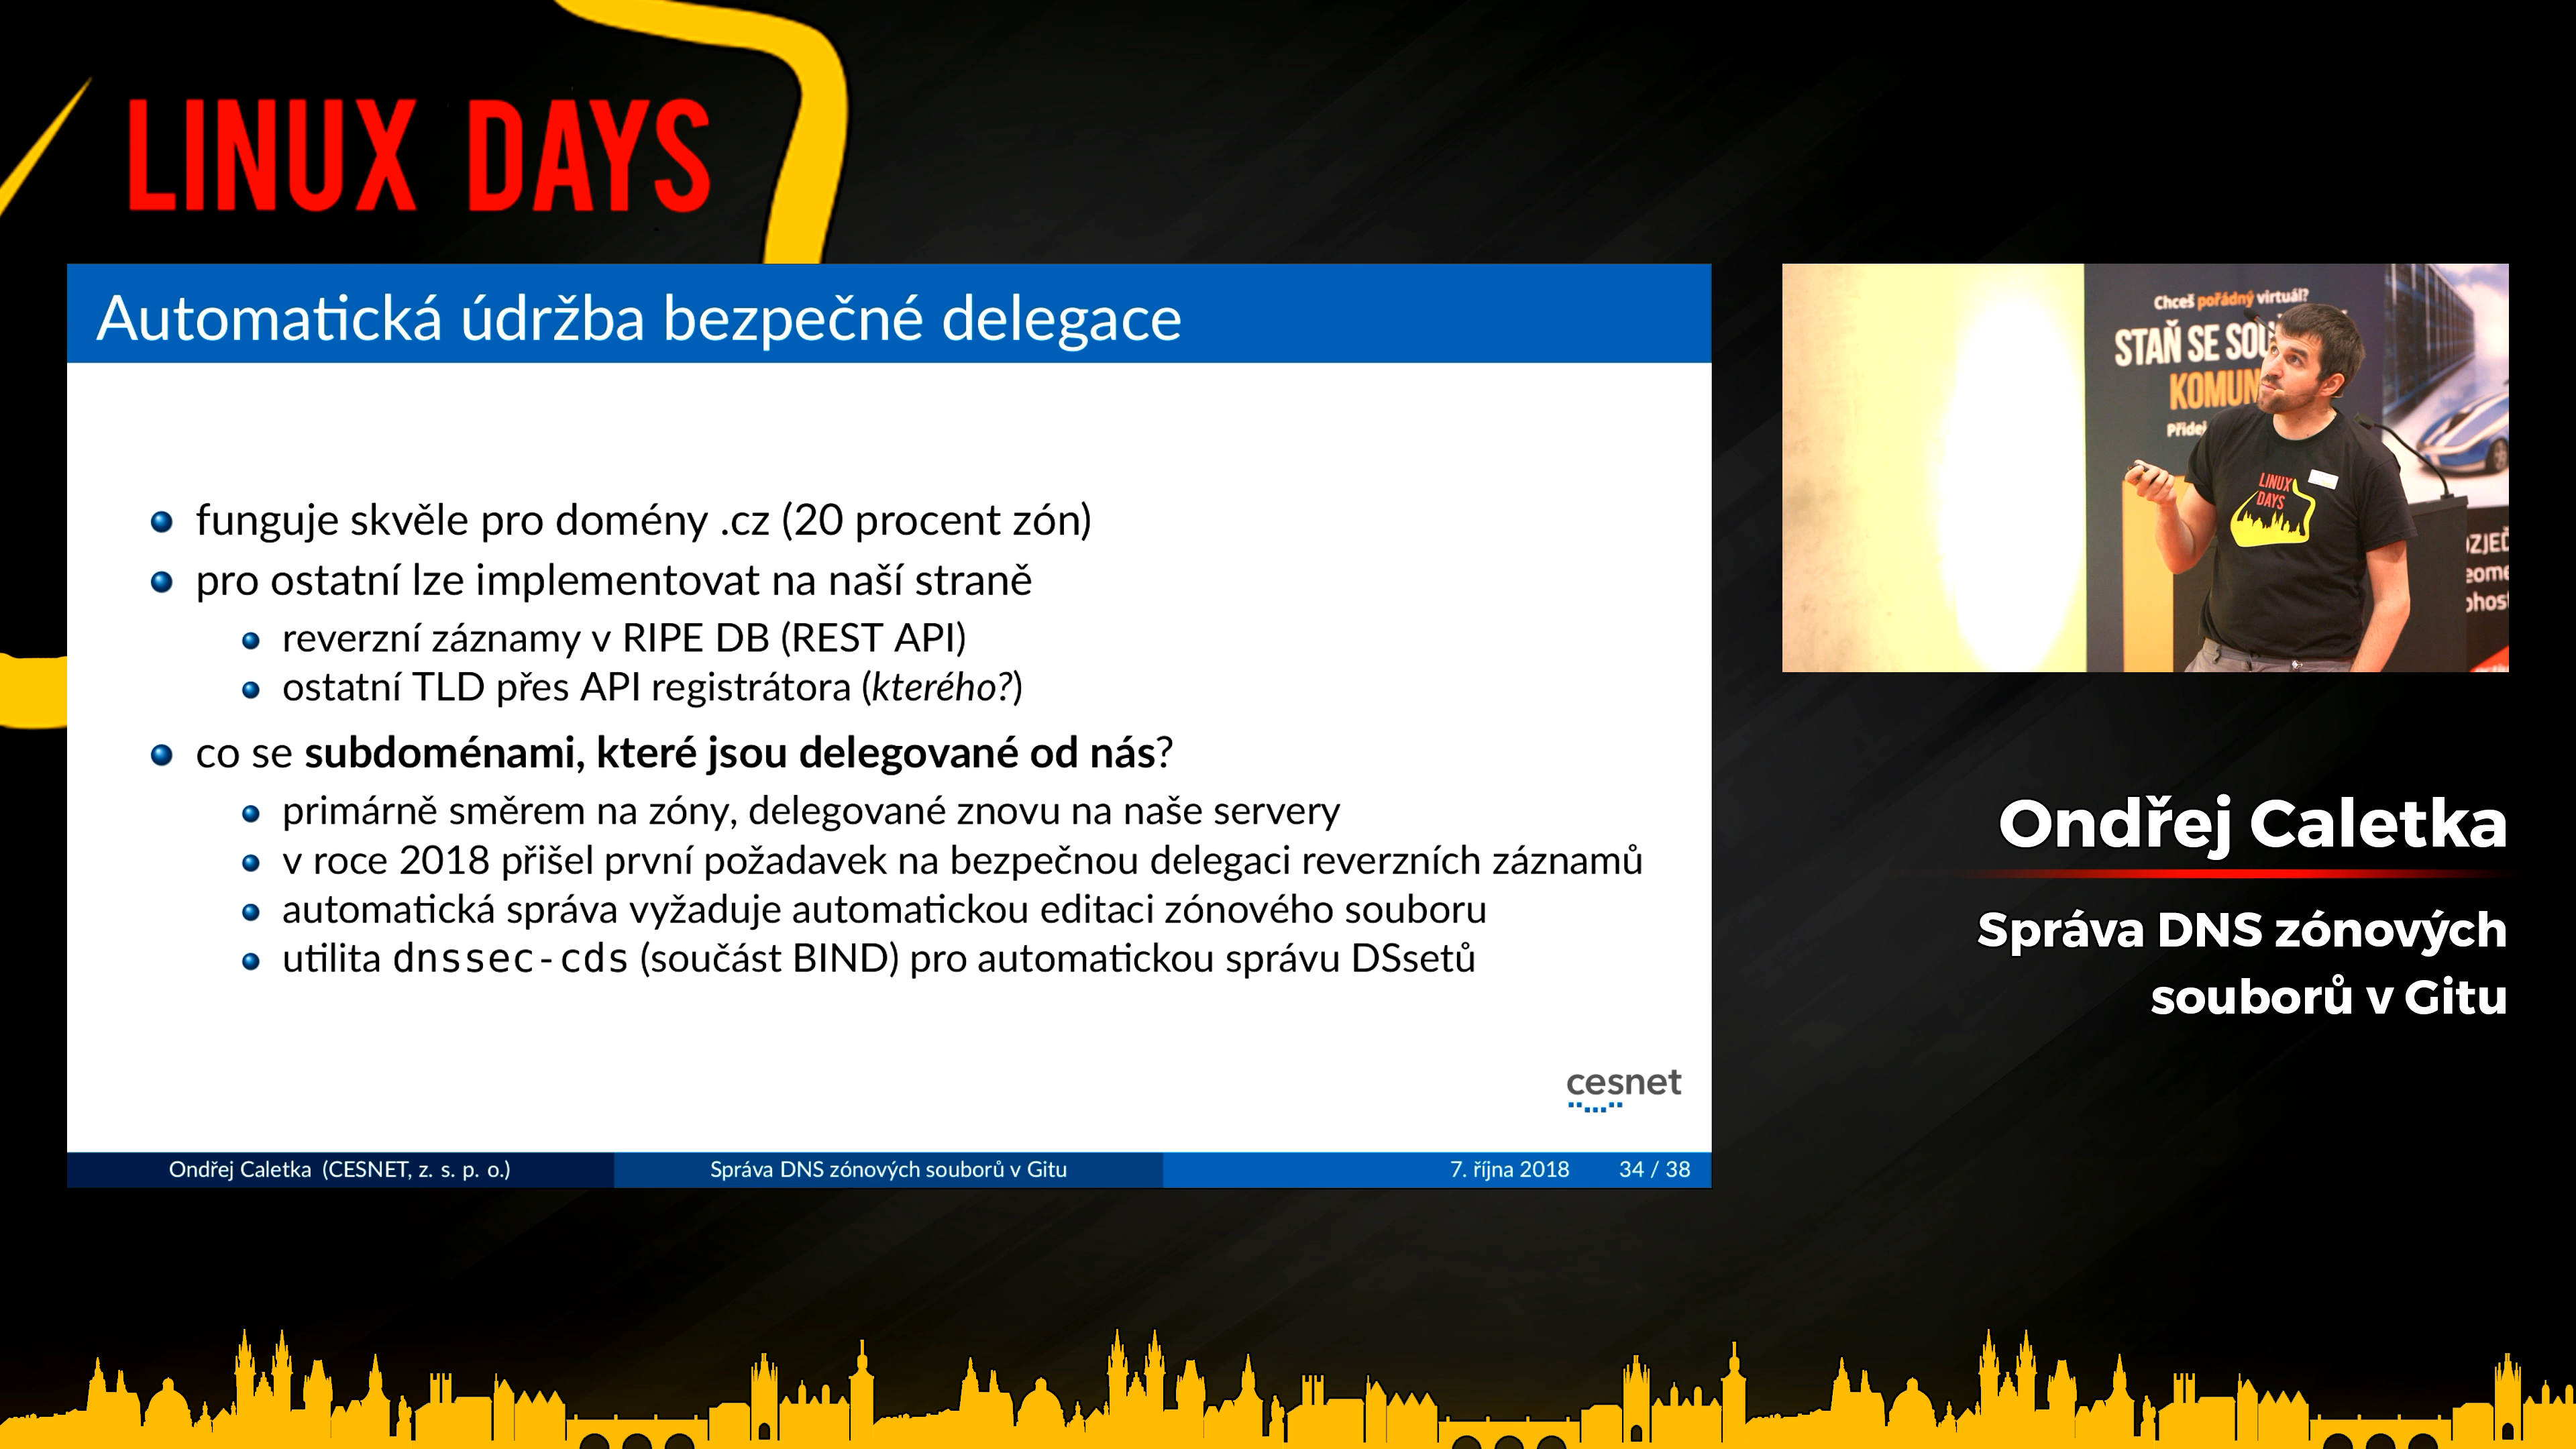 LINUX DAYS
Automatická údržba bezpečné delegace
funguje skvěle pro domény .cz (20 procent zón)
pro ostatní lze implementovat na naší straně
reverzní záznamy v RIPE DB (REST API)
ostatní TLD přes API registrátora (kterého?)
co se subdoménami, které jsou delegované od nás?
primárně směrem na zóny, delegované znovu na naše servery
v roce 2018 přišel první požadavek na bezpečnou delegaci reverzních záznamů
automatická správa vyžaduje automatickou editaci zónového souboru
utilita dnssec-cds (součást BIND) pro automatickou správu DSsetů
cesnet
Ondřej Caletka (CESNET, z. s. p. o.)
Správa DNS zónových souborů v Gitu
7. října 2018
34 / 38
Chceš pořádný virtuál?
STAŇ SE
LINUX
DAYS
Ondřej Caletka
Správa DNS zónových
souborů v Gitu